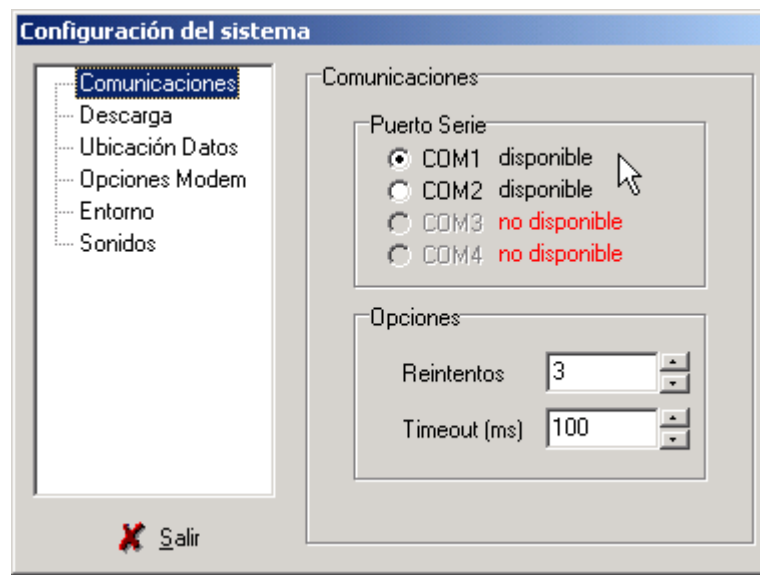 Configuración del sistema
Comunicaciones
Descarga
Ubicación Datos
Opciones Modem
Entorno
Sonidos
Salir
Comunicaciones
Puerto Serie
COM1 disponible
COM2 disponible
COM3 no disponible
COM4 no disponible
Opciones
Reintentos 3
Timeout (ms) 100